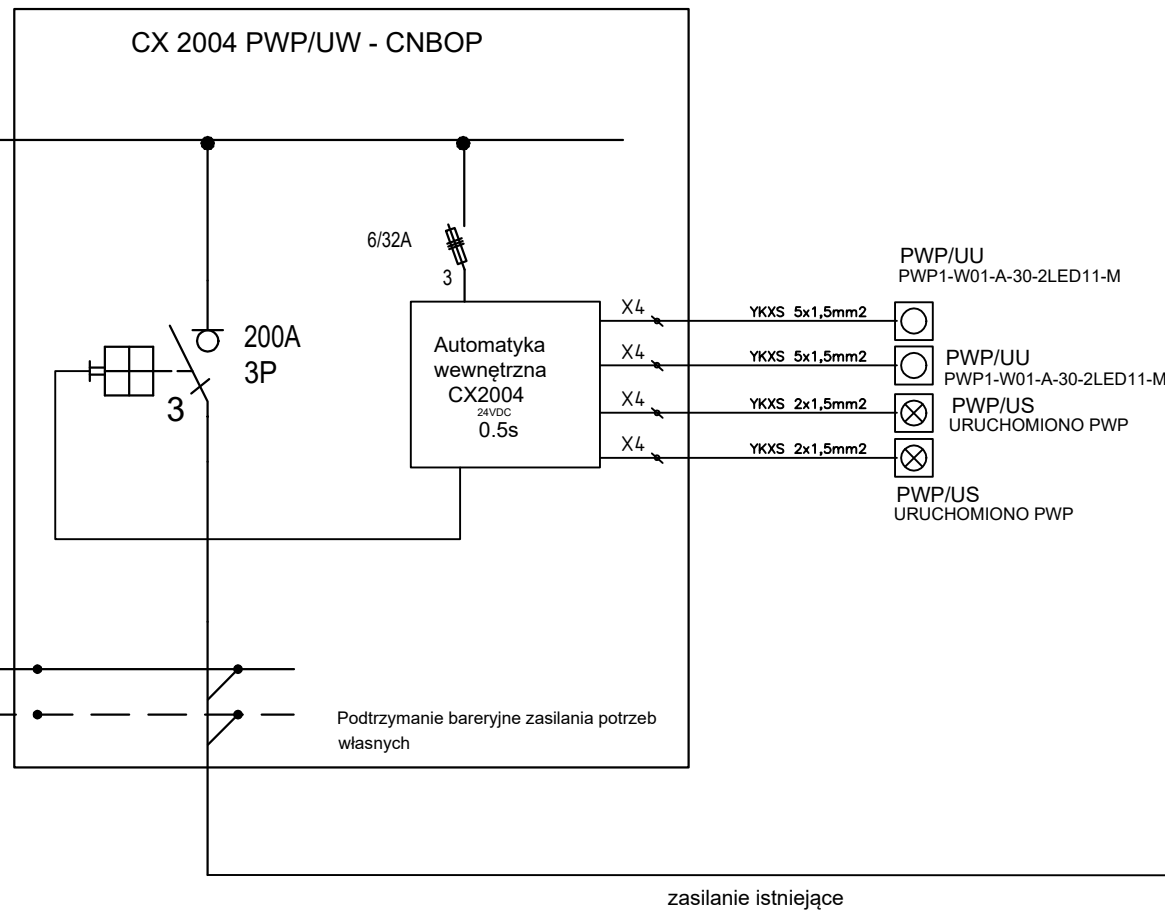 CX 2004 PWP/UW - CNBOP
6/32A
3
200A
3P
3
Automatyka
wewnętrzna
CX2004
24VDC
0.5s
X4
YKXS 5x1,5mm2
PWP/UU
PWP1-W01-A-30-2LED11-M
X4
YKXS 5x1,5mm2
PWP/UU
PWP1-W01-A-30-2LED11-M
X4
YKXS 2x1,5mm2
PWP/US
URUCHOMIONO PWP
X4
YKXS 2x1,5mm2
PWP/US
URUCHOMIONO PWP
Podtrzymanie bareryjne zasilania potrzeb
własnych
zasilanie istniejące